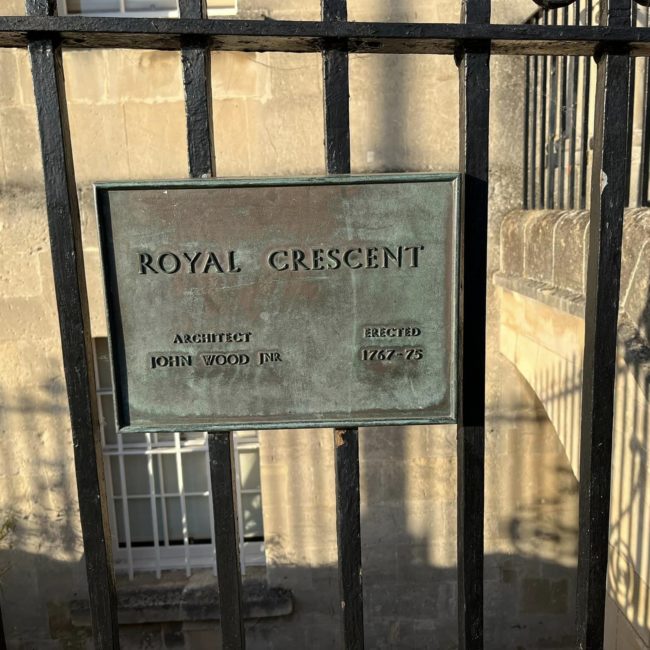 ROYAL CRESCENT
ARCHITECT
JOHN WOOD JNR
ERECTED
1767-75